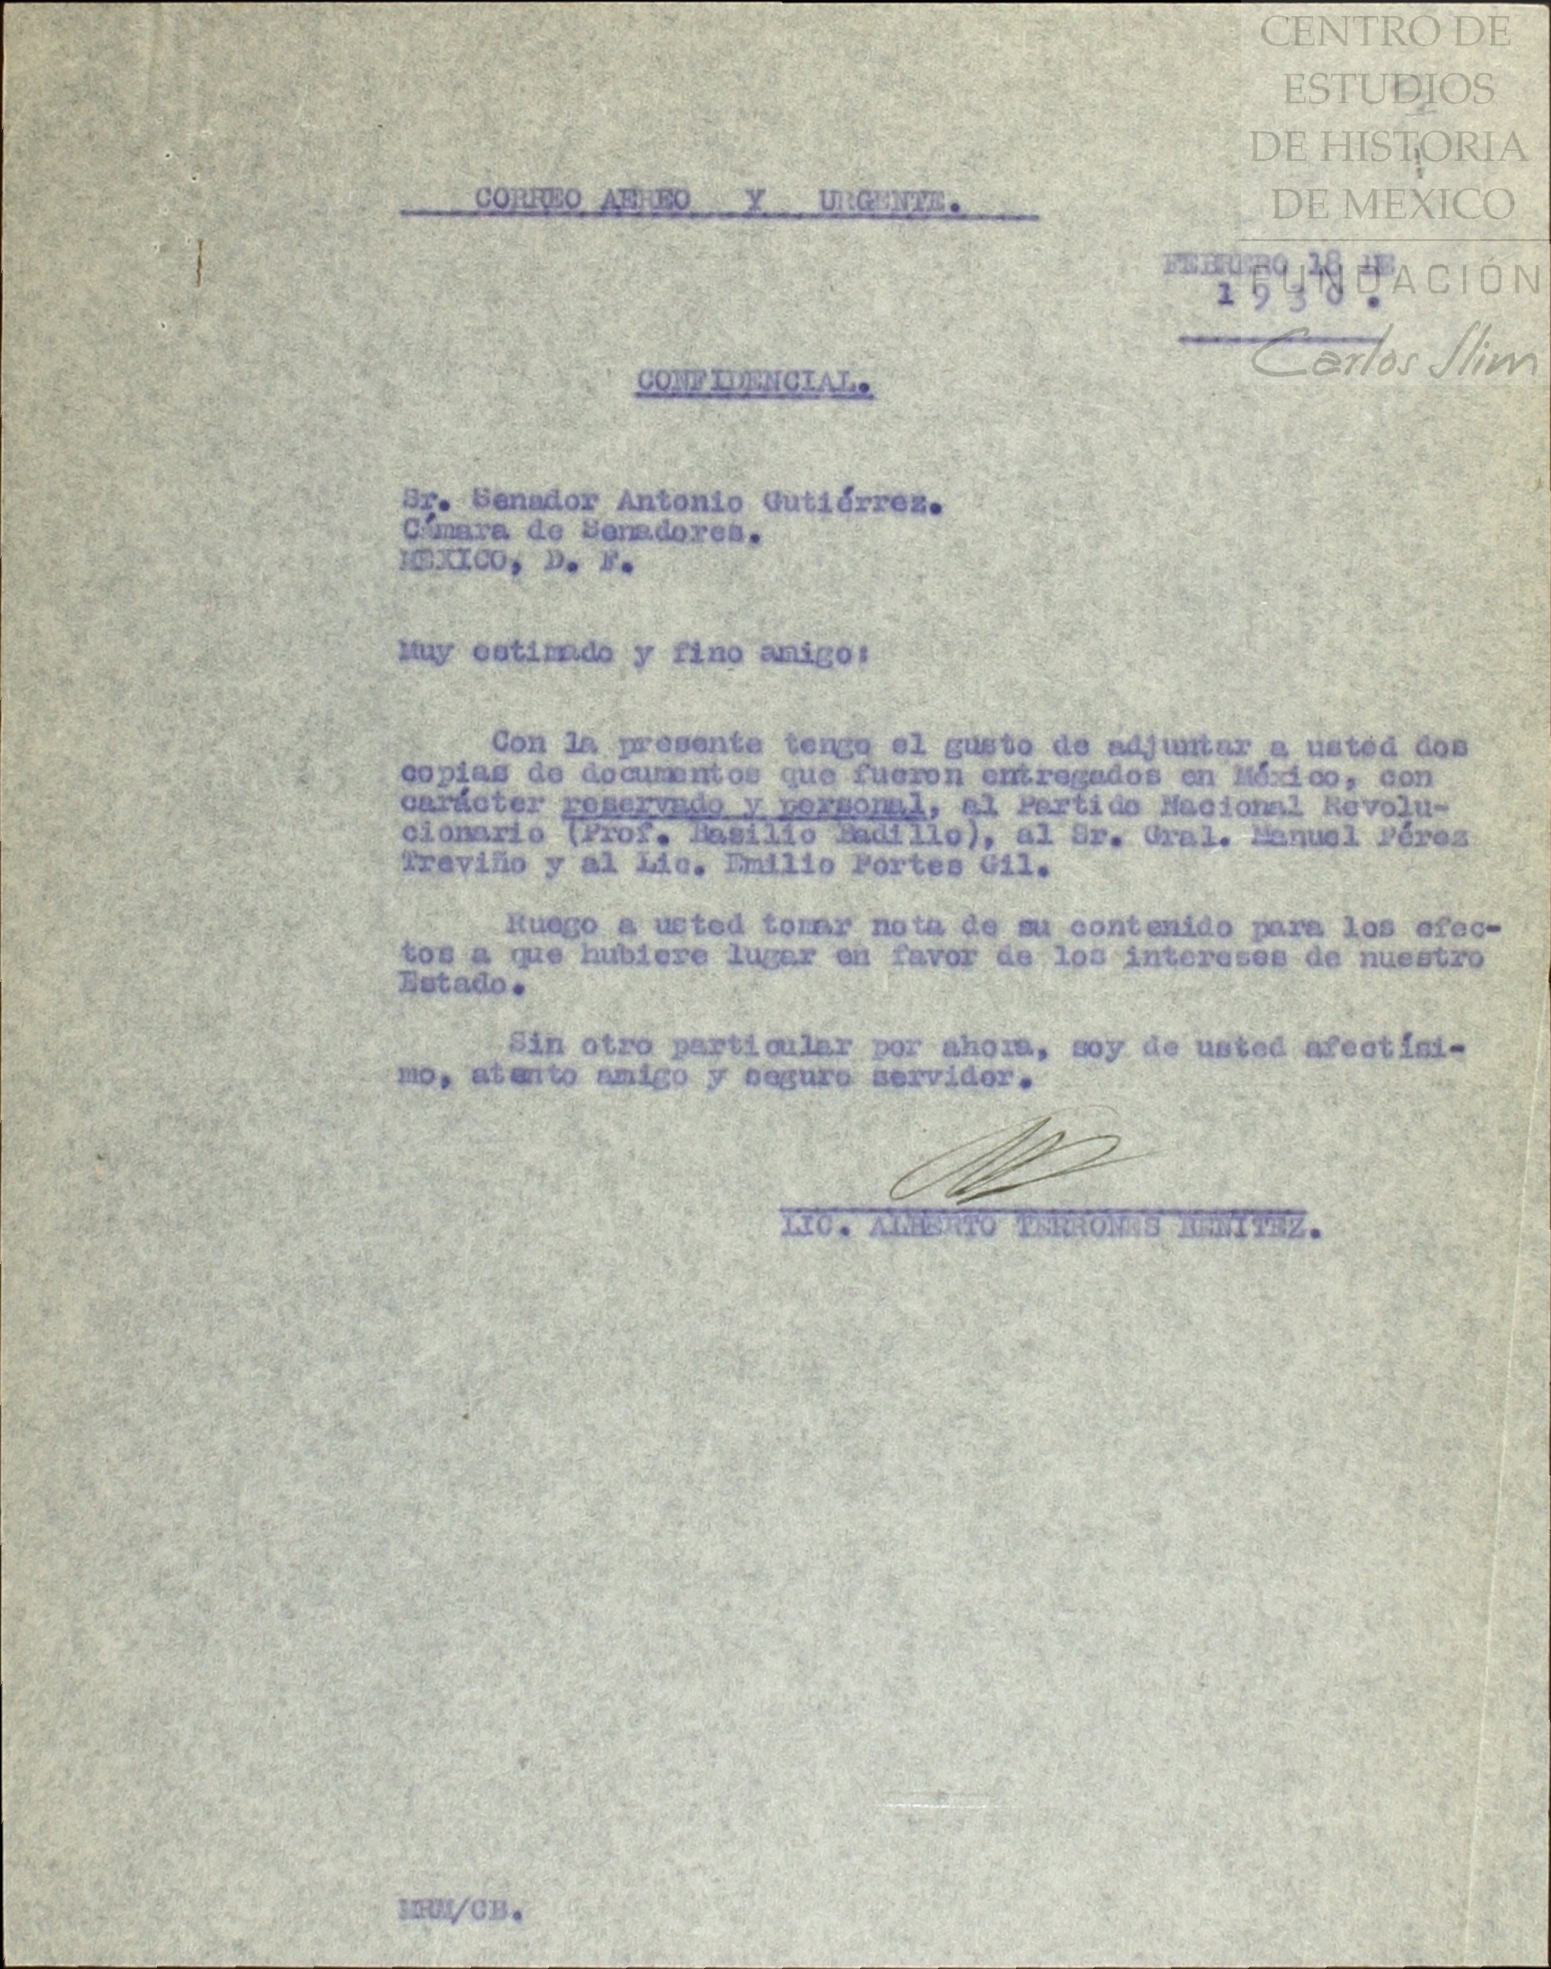 CENTRO DE
ESTUDIOS
DE HISTORIA
DE MEXICO
FUNDACIÓN
Carlos Slim
CORREO AEREO Y URGENTE.
FEBRERO 18 DE
1930.
CONFIDENCIAL.
Sr. Senador Antonio Gutiérrez.
Cámara de Senadores.
MEXICO, D. F.
Muy estimado y fino amigo:
Con la presente tengo el gusto de adjuntar a usted dos
copias de documentos que fueron entregados en México, con
carácter reservado y personal, al Partido Nacional Revolu-
cionario (Prof. Basilio Badillo), al Sr. Gral. Manuel Pérez
Treviño y al Lic. Emilio Portes Gil.
Ruego a usted tomar nota de su contenido para los efec-
tos a que hubiere lugar en favor de los intereses de nuestro
Estado.
Sin otro particular por ahora, soy de usted afectísi-
mo, atento amigo y seguro servidor.
LIC. ALBERTO TERRONES BENITEZ.
MRM/CB.